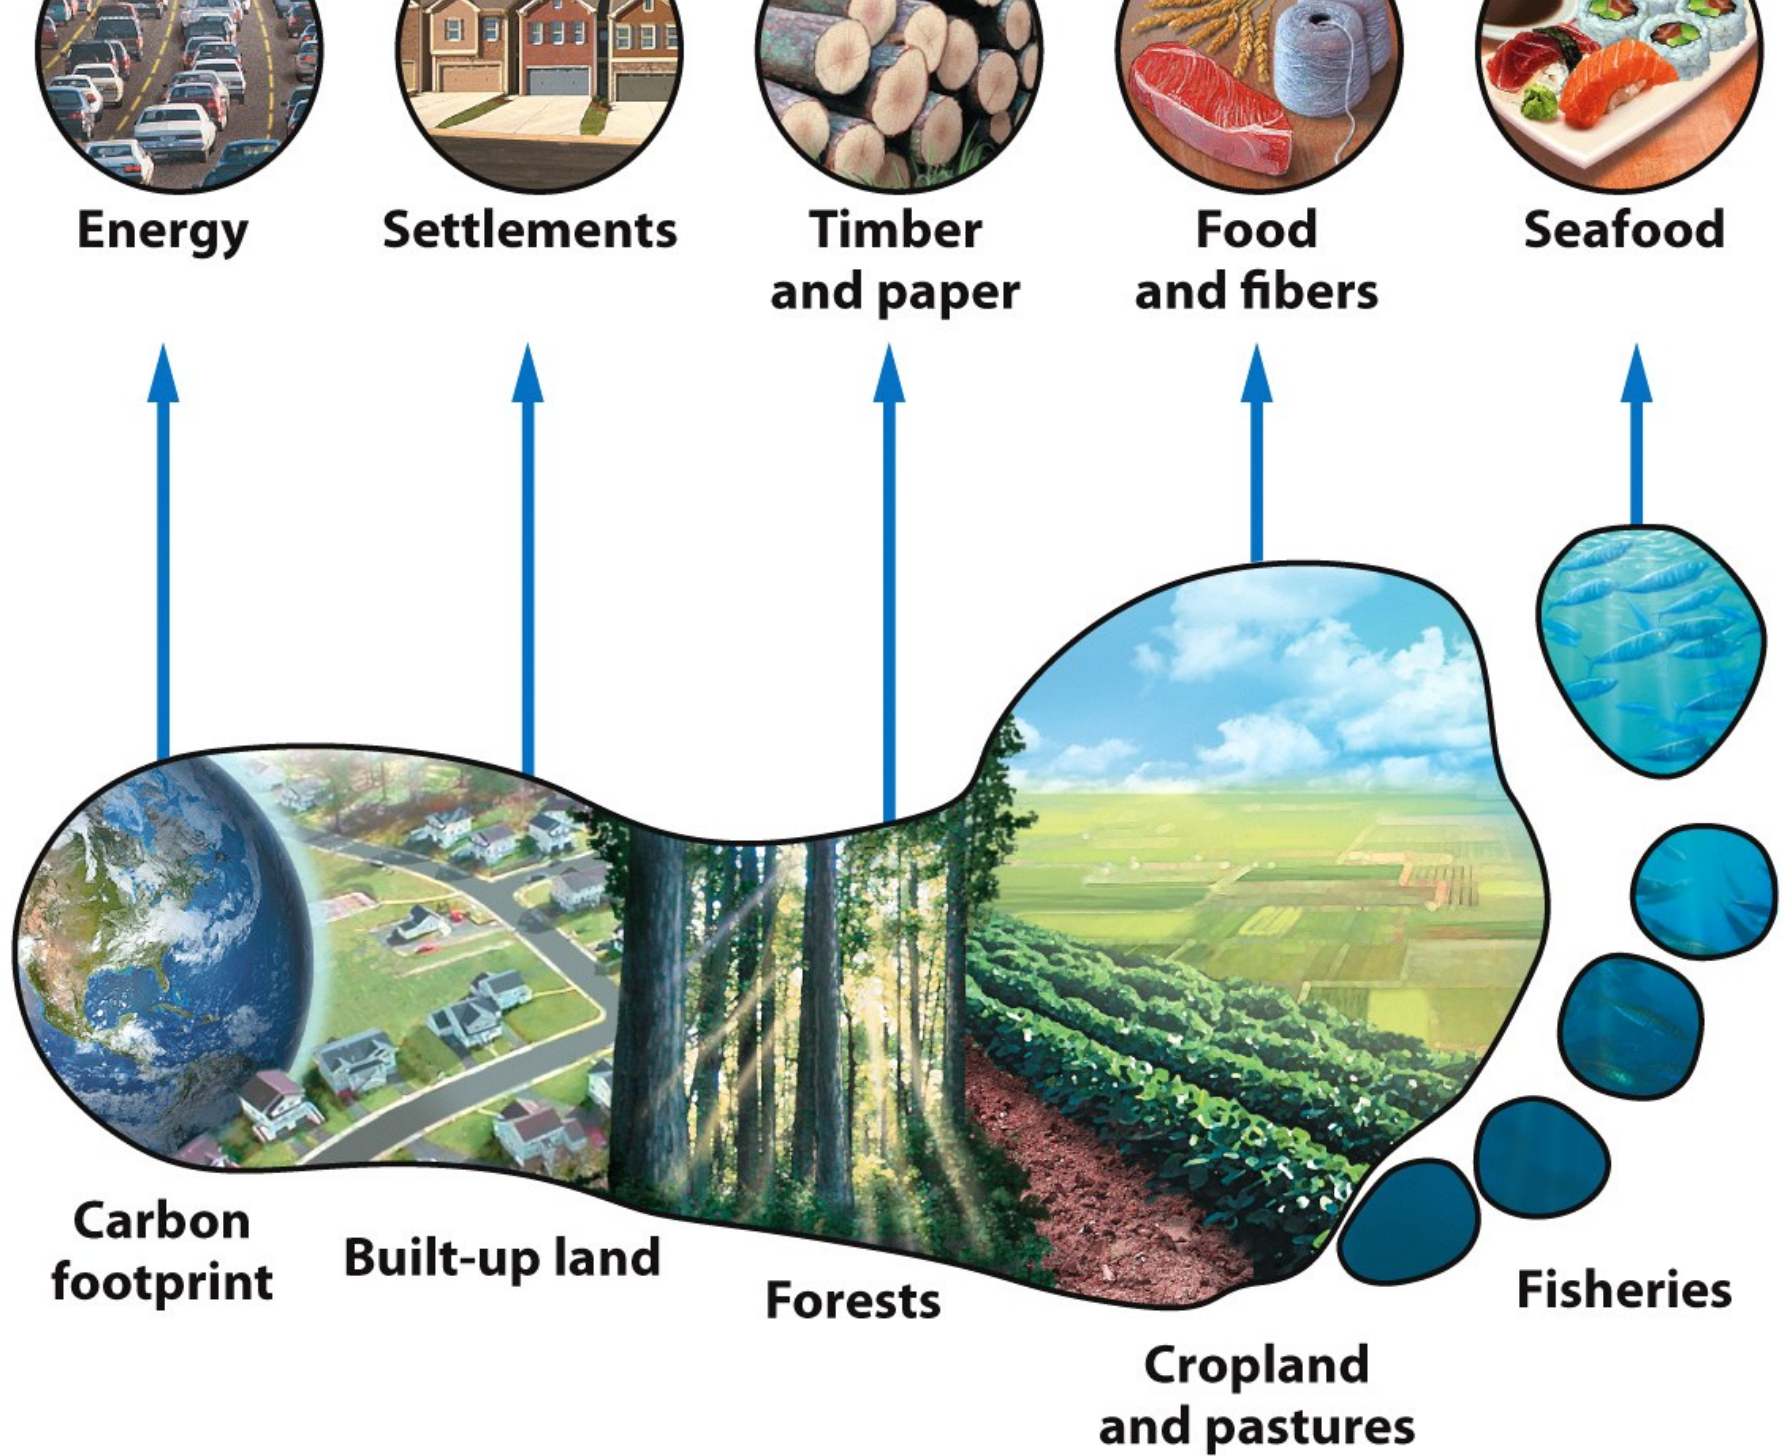 Energy
Settlements
Timber
and paper
Food
and fibers
Seafood
Carbon
footprint
Built-up land
Forests
Cropland
and pastures
Fisheries